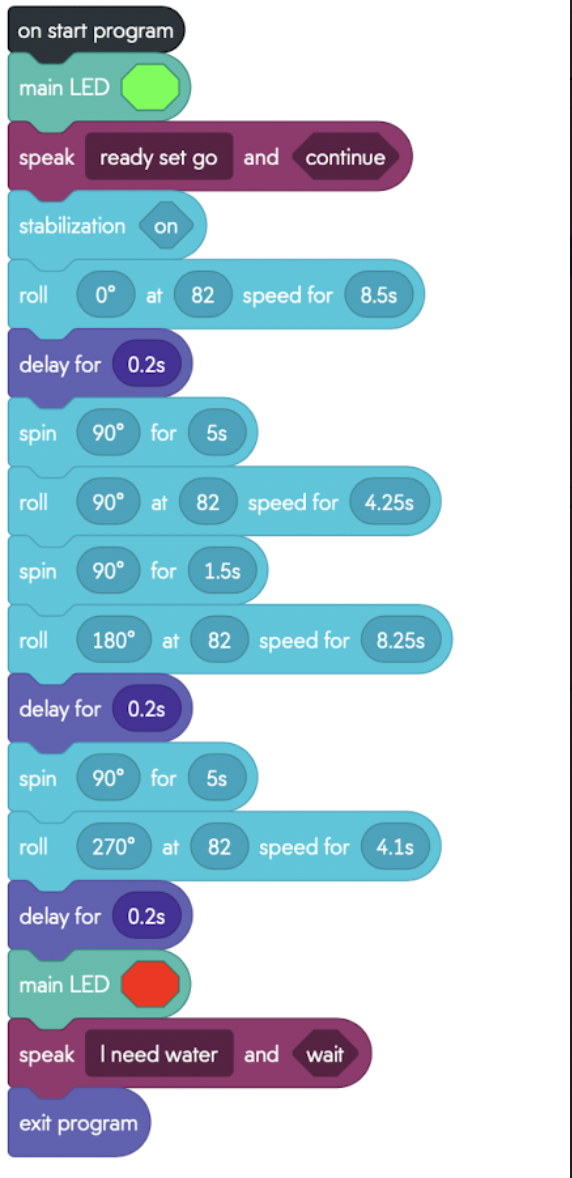 on start program
main LED
speak ready set go and continue
stabilization on
roll 0° at 82 speed for 8.5s
delay for 0.2s
spin 90° for 5s
roll 90° at 82 speed for 4.25s
spin 90° for 1.5s
roll 180° at 82 speed for 8.25s
delay for 0.2s
spin 90° for 5s
roll 270° at 82 speed for 4.1s
delay for 0.2s
main LED
speak I need water and wait
exit program